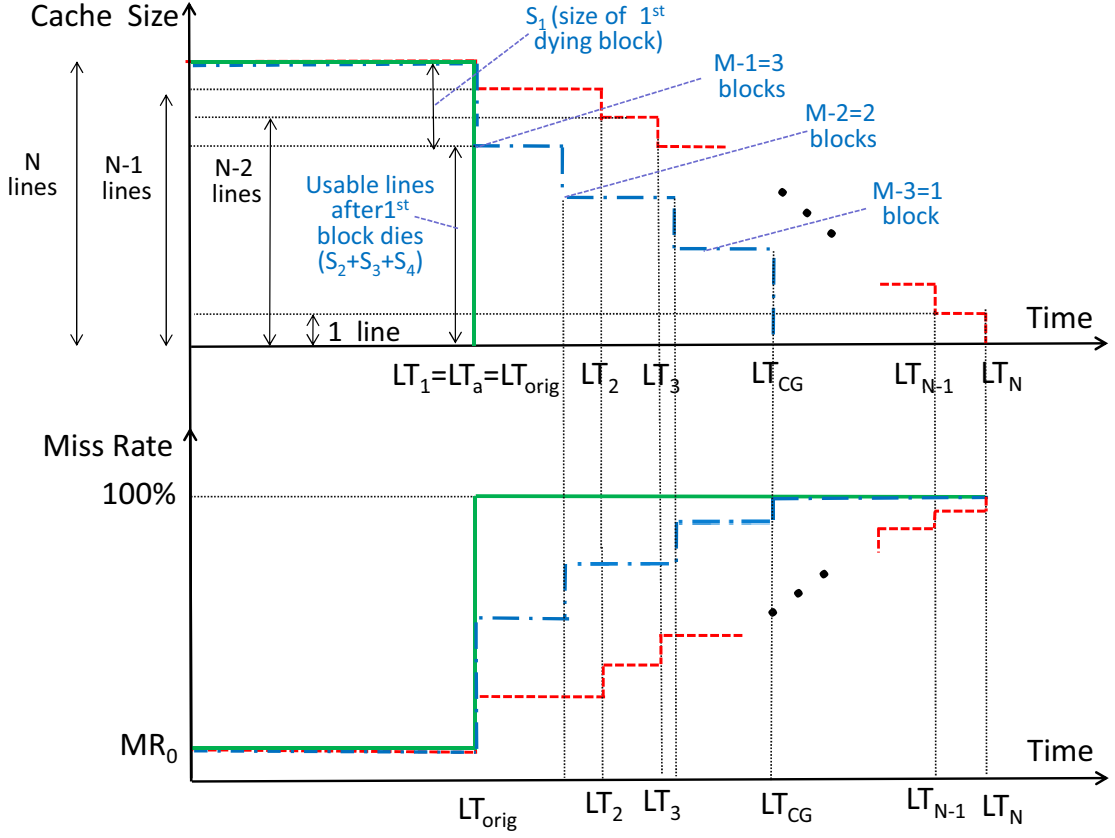 Cache Size
S1 (size of 1st
dying block)
M-1=3
blocks
M-2=2
blocks
M-3=1
block
N
lines
N-1
lines
N-2
lines
Usable lines
after1st
block dies
(S2+S3+S4)
1 line
Time
LT1=LTa=LTorig
LT2
LT3
LTCG
LTN-1
LTN
Miss Rate
100%
MR0
Time
LTorig
LT2
LT3
LTCG
LTN-1
LTN